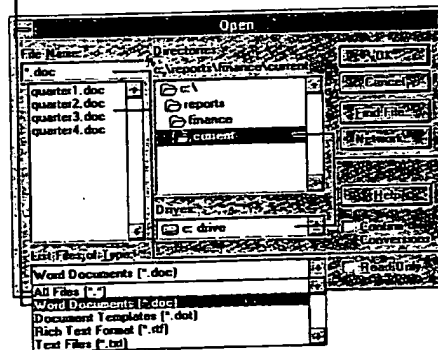 Open
File Name:
*.doc
quarter1.doc
quarter2.doc
quarter3.doc
quarter4.doc
Directories:
c:\reports\finance\current
c:\
reports
finance
current
Drives:
c: drive
List Files of Type:
Word Documents (*.doc)
All Files (*.*)
Word Documents (*.doc)
Document Templates (*.dot)
Rich Text Format (*.rtf)
Text Files (*.txt)
OK
Cancel
Find File...
Network...
Help
Confirm
Conversions
Read Only